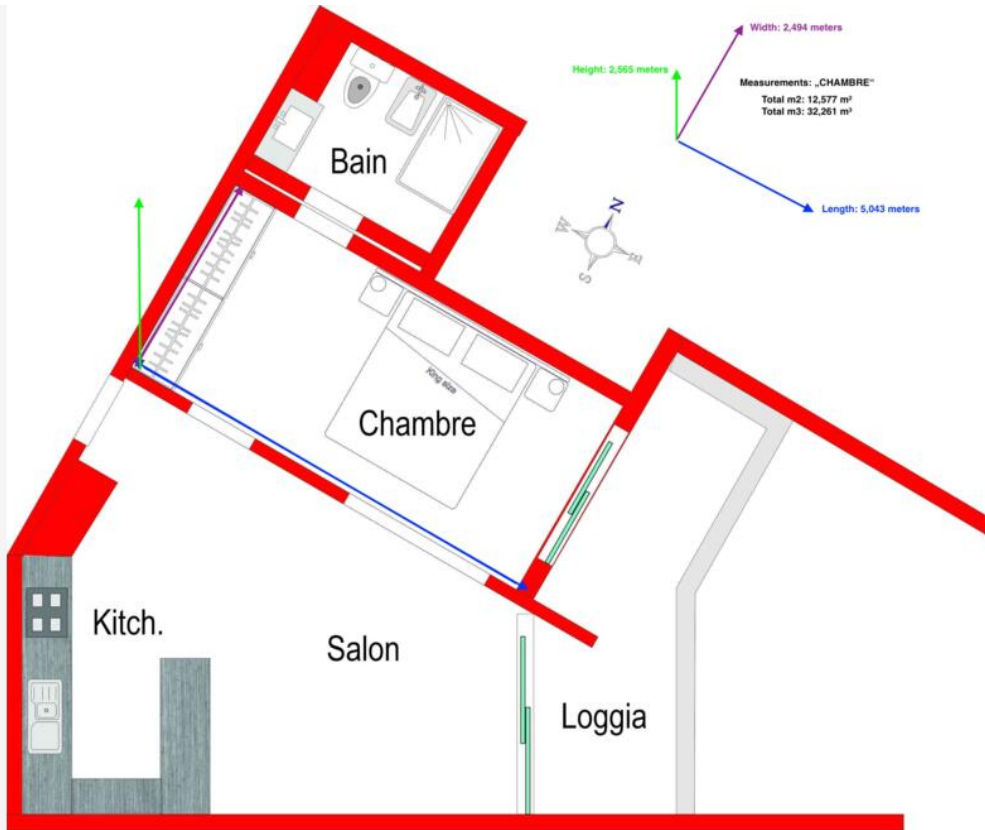 Width: 2,494 meters
Height: 2,565 meters
Measurements: „CHAMBRE“
Total m2: 12,577 m²
Total m3: 32,261 m³
Length: 5,043 meters
Bain
N
W
E
S
King size
Chambre
Kitch.
Salon
Loggia